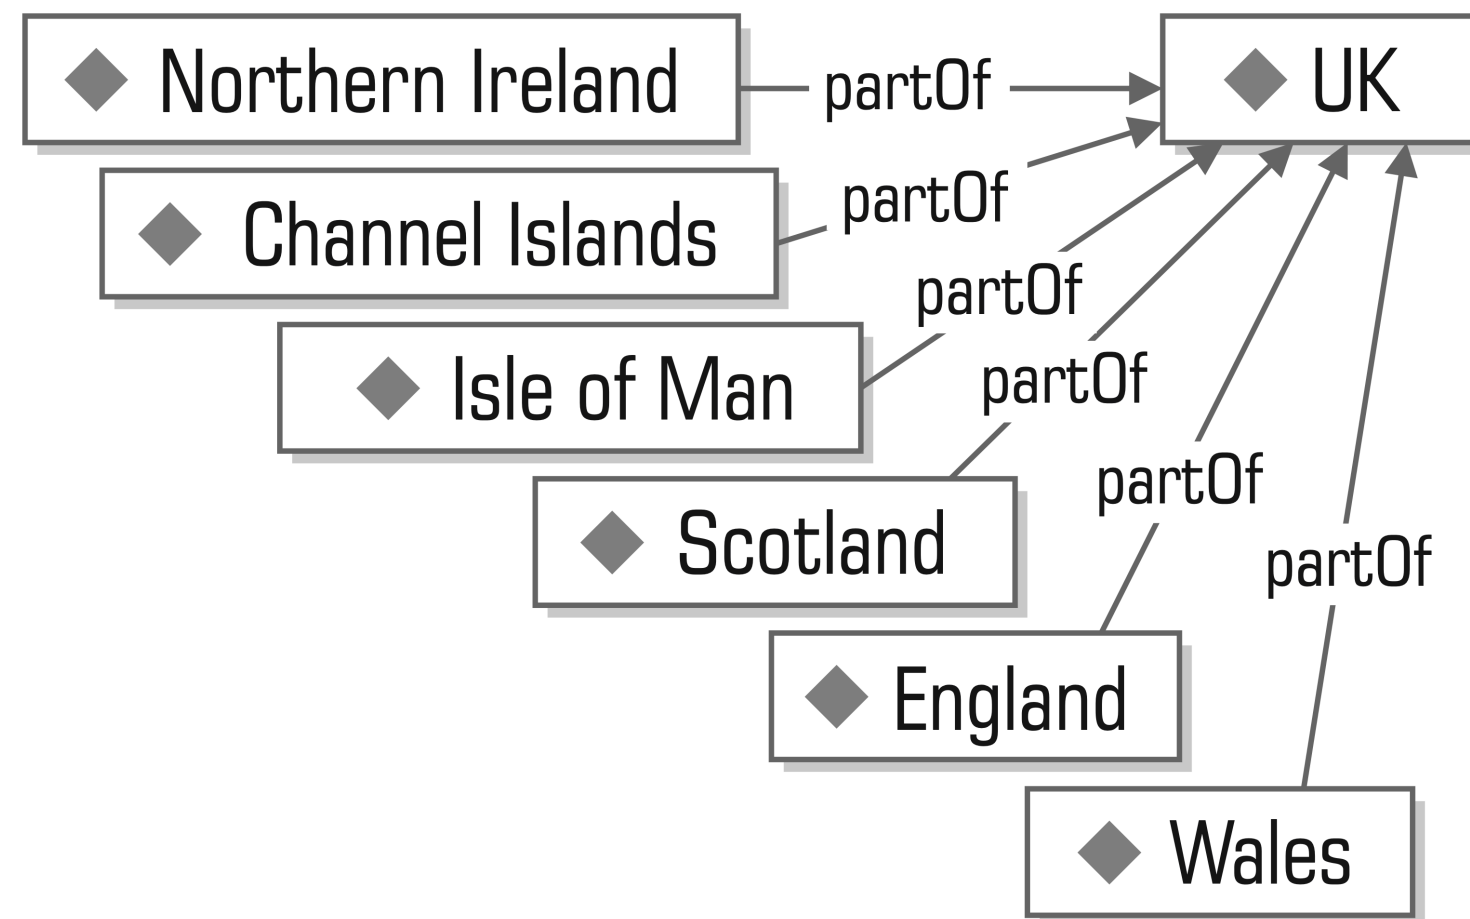 Northern Ireland partOf UK
Channel Islands partOf
Isle of Man partOf
Scotland partOf
England partOf
Wales partOf